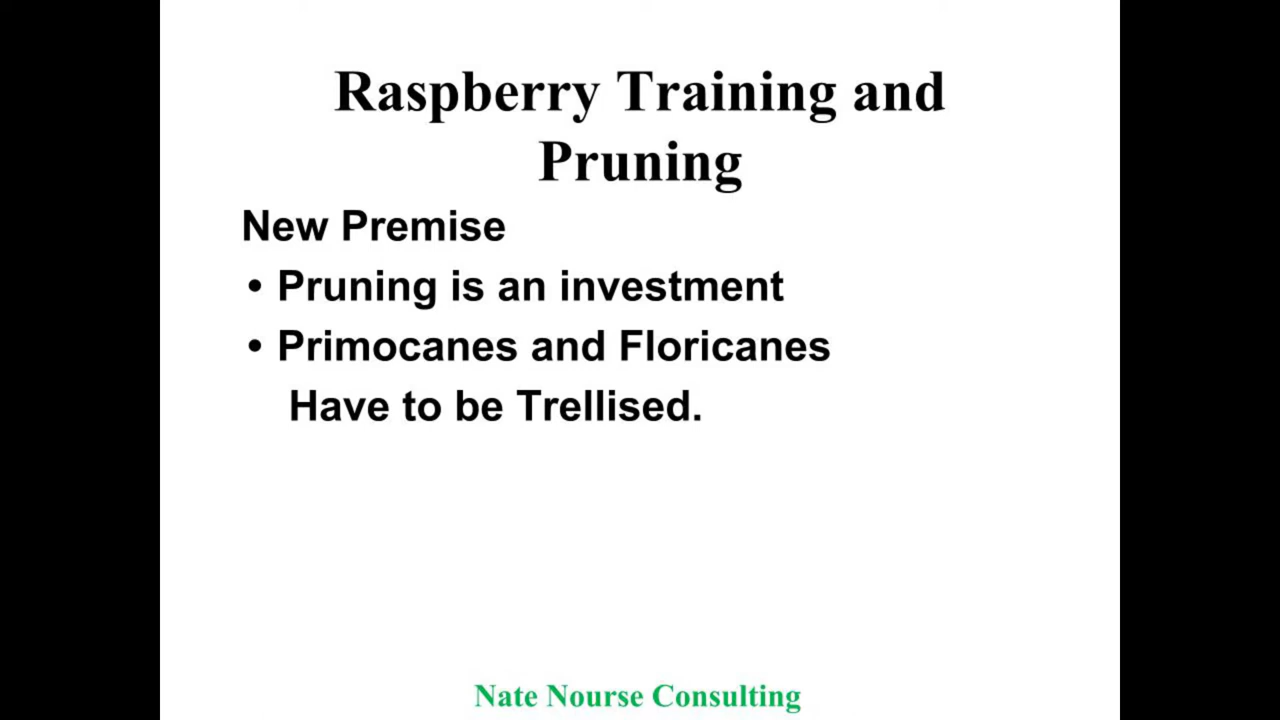 Raspberry Training and
Pruning
New Premise
• Pruning is an investment
• Primocanes and Floricanes
Have to be Trellised.
Nate Nourse Consulting